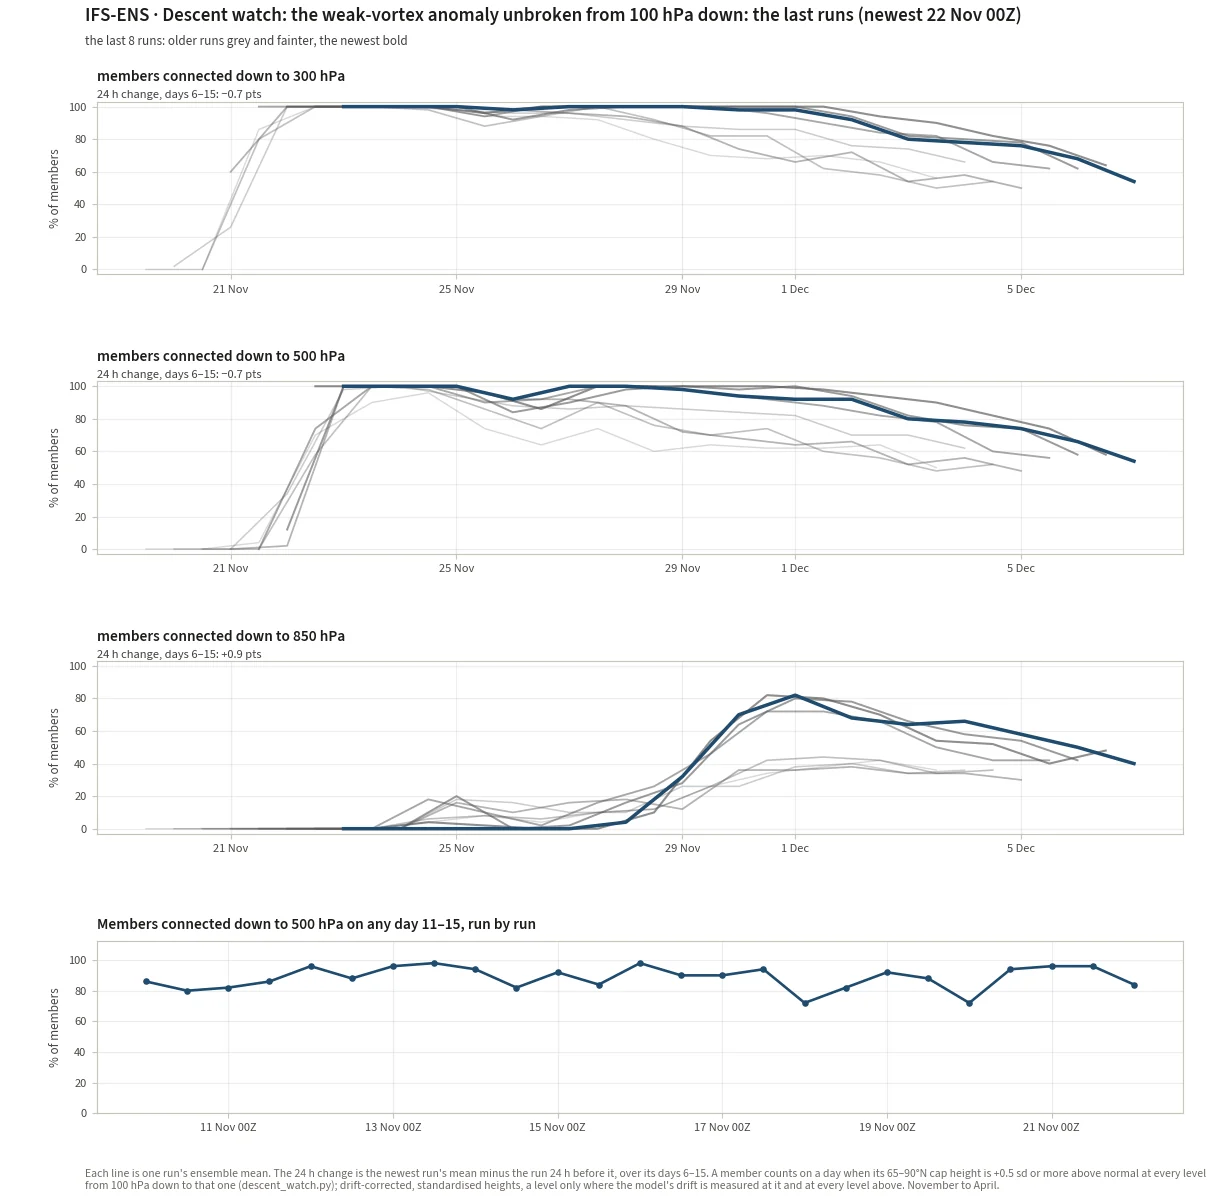 IFS-ENS · Descent watch: the weak-vortex anomaly unbroken from 100 hPa down: the last runs (newest 22 Nov 00Z)
the last 8 runs: older runs grey and fainter, the newest bold
members connected down to 300 hPa
24 h change, days 6–15: −0.7 pts
100
80
60
40
20
0
% of members
21 Nov
25 Nov
29 Nov
1 Dec
5 Dec
members connected down to 500 hPa
24 h change, days 6–15: −0.7 pts
100
80
60
40
20
0
% of members
21 Nov
25 Nov
29 Nov
1 Dec
5 Dec
members connected down to 850 hPa
24 h change, days 6–15: +0.9 pts
100
80
60
40
20
0
% of members
21 Nov
25 Nov
29 Nov
1 Dec
5 Dec
Members connected down to 500 hPa on any day 11–15, run by run
100
80
60
40
20
0
% of members
11 Nov 00Z
13 Nov 00Z
15 Nov 00Z
17 Nov 00Z
19 Nov 00Z
21 Nov 00Z
Each line is one run's ensemble mean. The 24 h change is the newest run's mean minus the run 24 h before it, over its days 6–15. A member counts on a day when its 65–90°N cap height is +0.5 sd or more above normal at every level
from 100 hPa down to that one (descent_watch.py); drift-corrected, standardised heights, a level only where the model's drift is measured at it and at every level above. November to April.